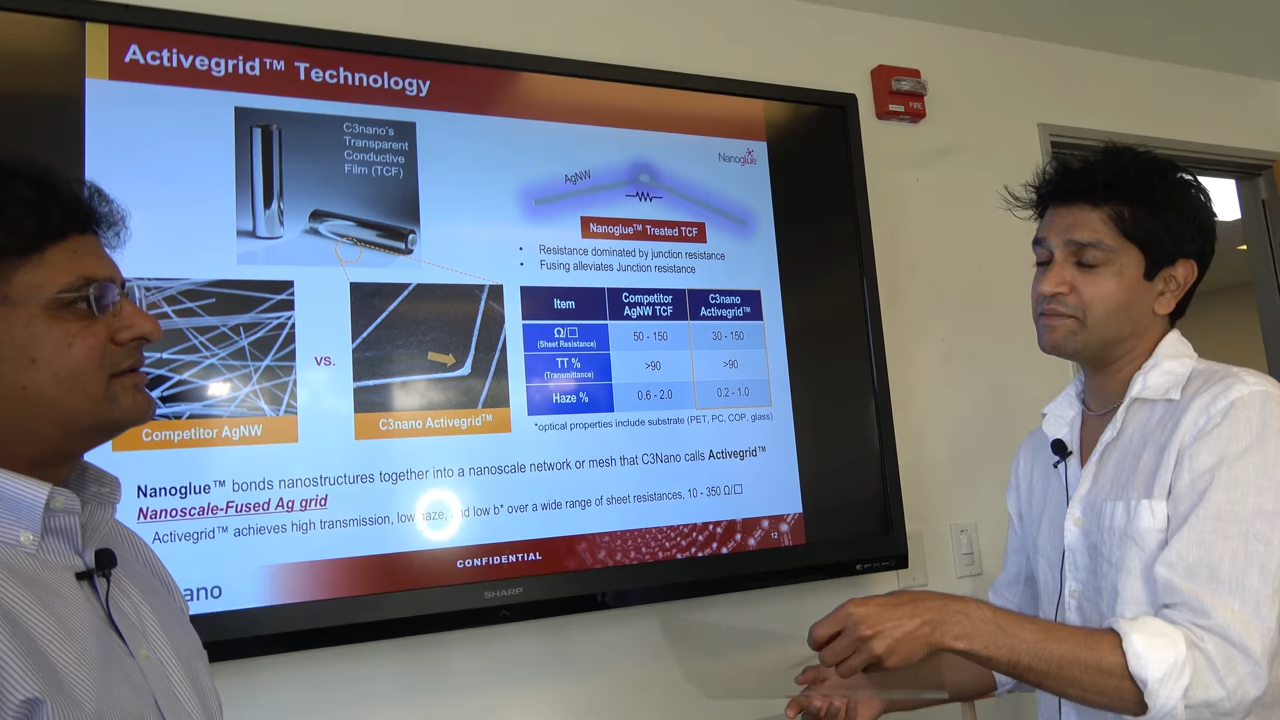 Activegrid™ Technology
C3nano's
Transparent
Conductive
Film (TCF)
Nanoglue
AgNW
Nanoglue™ Treated TCF
• Resistance dominated by junction resistance
• Fusing alleviates Junction resistance
Item
Competitor
AgNW TCF
C3nano
Activegrid™
Ω/□
(Sheet Resistance)
50 - 150
30 - 150
TT %
(Transmittance)
>90
>90
Haze %
0.6 - 2.0
0.2 - 1.0
*optical properties include substrate (PET, PC, COP, glass)
vs.
Competitor AgNW
C3nano Activegrid™
Nanoglue™ bonds nanostructures together into a nanoscale network or mesh that C3Nano calls Activegrid™
Nanoscale-Fused Ag grid
Activegrid™ achieves high transmission, low haze, and low b* over a wide range of sheet resistances, 10 - 350 Ω/□
CONFIDENTIAL
12
ano
SHARP
FIRE